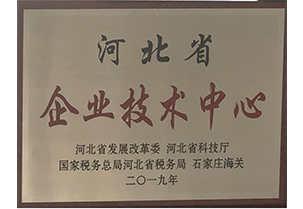 河北省
企业技术中心
河北省发展改革委 河北省科技厅
国家税务总局河北省税务局 石家庄海关
二〇一九年